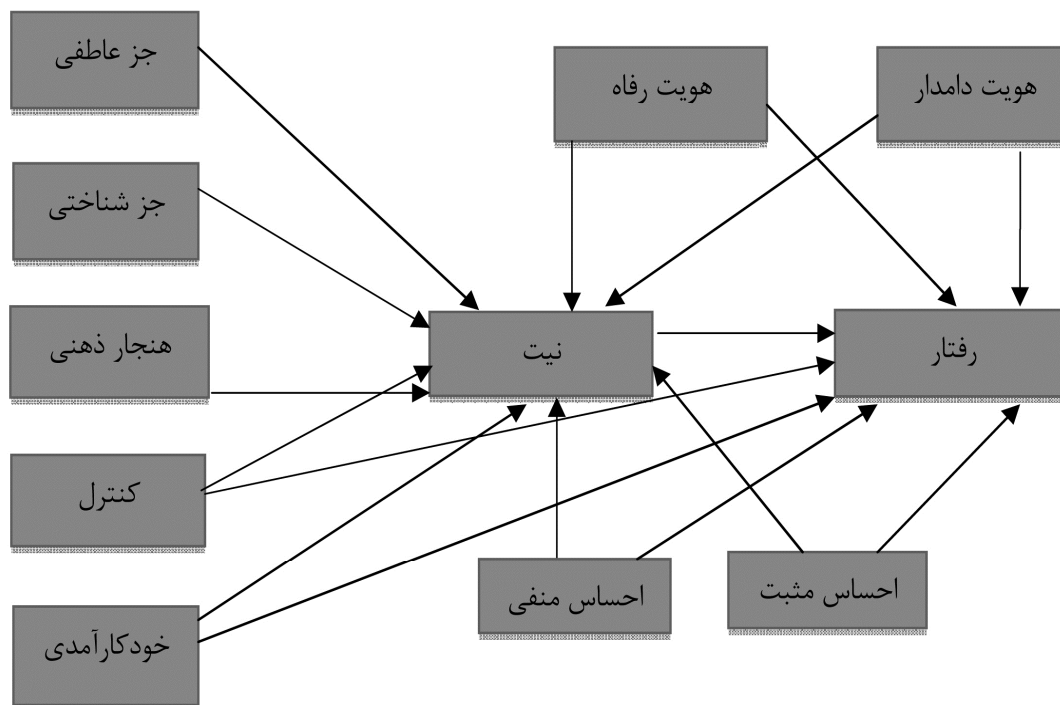 هویت دامدار
هویت رفاه
جز عاطفی
جز شناختی
هنجار ذهنی
رفتار
نیت
کنترل
احساس مثبت
احساس منفی
خودکارآمدی